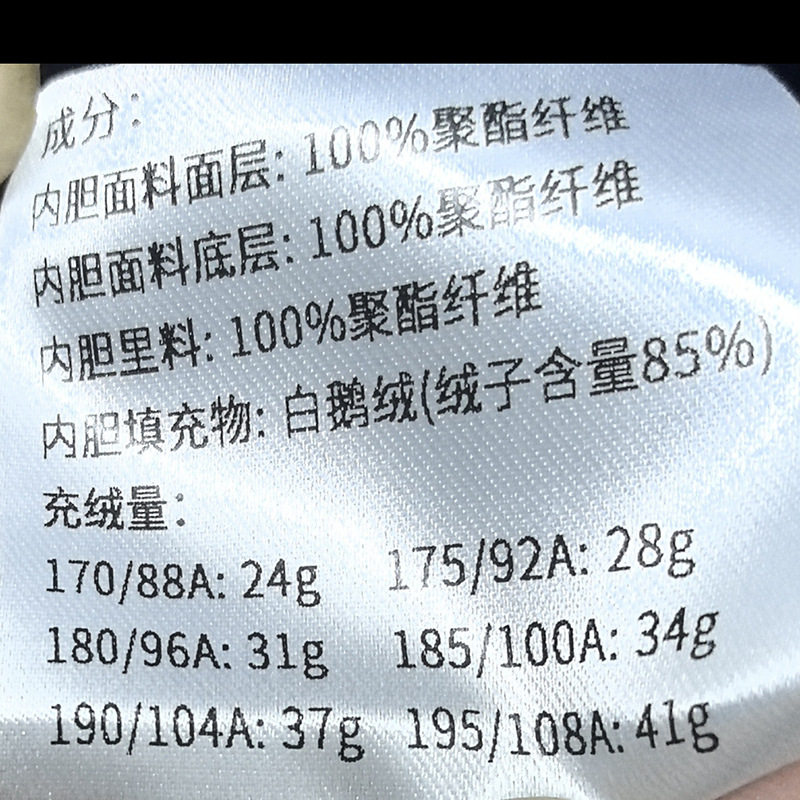 成分:
内胆面料面层: 100%聚酯纤维
内胆面料底层: 100%聚酯纤维
内胆里料: 100%聚酯纤维
内胆填充物: 白鹅绒(绒子含量85%)
充绒量:
170/88A: 24g 175/92A: 28g
180/96A: 31g 185/100A: 34g
190/104A: 37g 195/108A: 41g